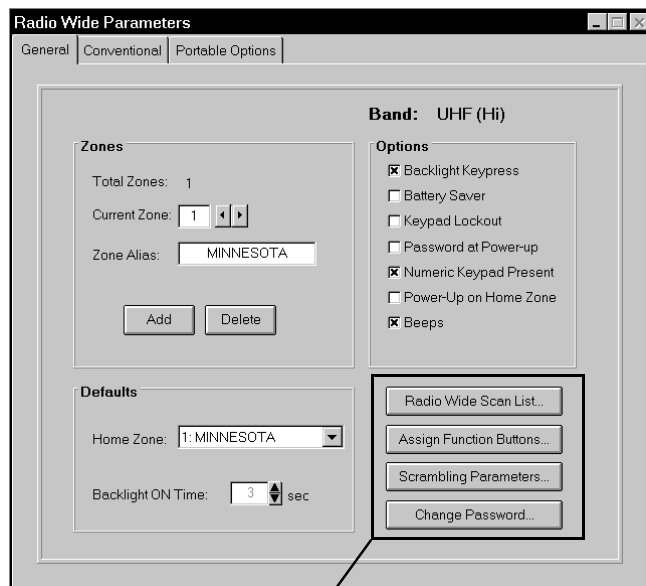 Radio Wide Parameters
General Conventional Portable Options
Band: UHF (Hi)
Zones
Total Zones: 1
Current Zone: 1
Zone Alias: MINNESOTA
Add Delete
Options
Backlight Keypress
Battery Saver
Keypad Lockout
Password at Power-up
Numeric Keypad Present
Power-Up on Home Zone
Beeps
Defaults
Home Zone: 1: MINNESOTA
Backlight ON Time: 3 sec
Radio Wide Scan List...
Assign Function Buttons...
Scrambling Parameters...
Change Password...